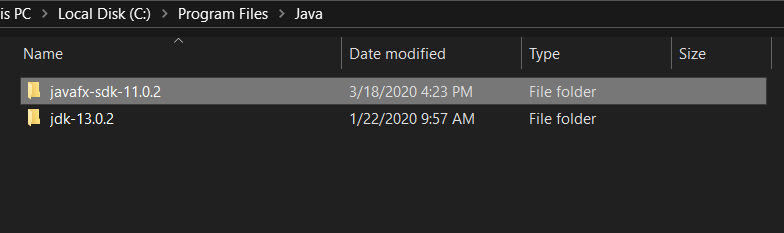 is PC > Local Disk (C:) > Program Files > Java
Name Date modified Type Size
javafx-sdk-11.0.2 3/18/2020 4:23 PM File folder
jdk-13.0.2 1/22/2020 9:57 AM File folder